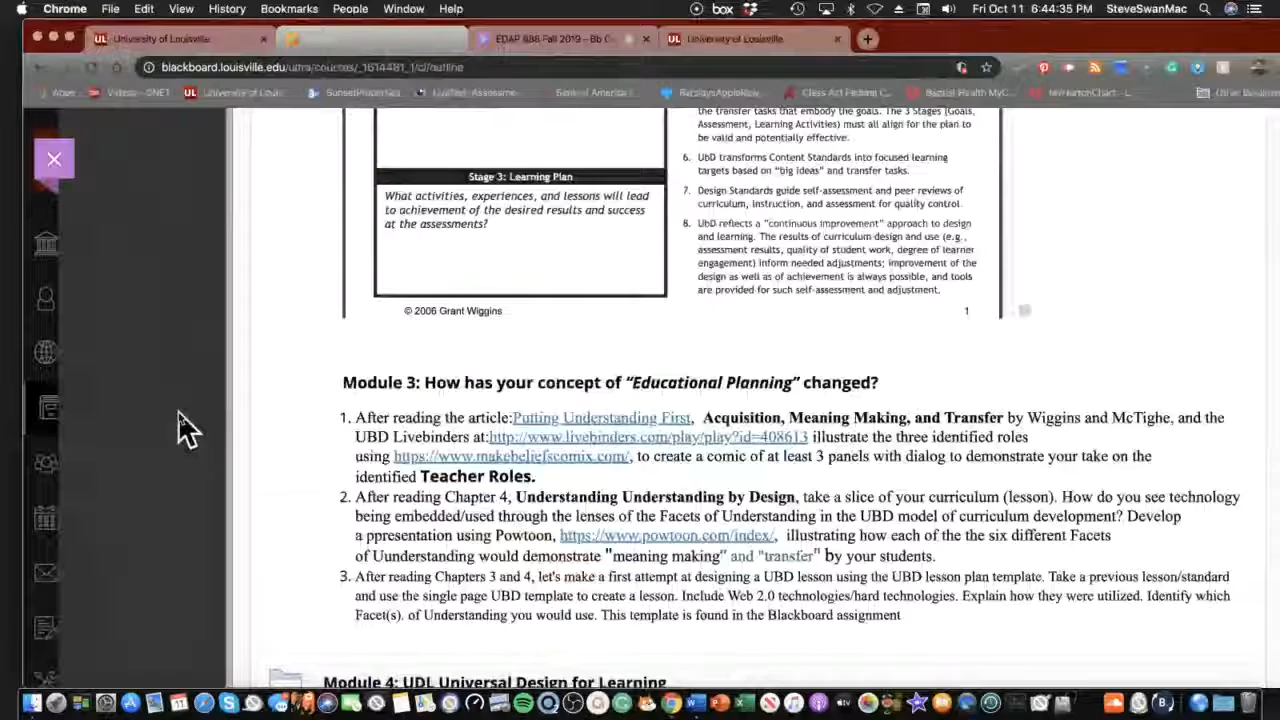 Chrome File Edit View History Bookmarks People Window Help box Fri Oct 11 6:44:35 PM SteveSwanMac
UL University of Louisville EDAP 688 Fall 2019 – Bb C UL University of Louisville
blackboard.louisville.edu/ultra/courses/_1614481_1/cl/outline
the transfer tasks that embody the goals. The 3 Stages (Goals,
Assessment, Learning Activities) must all align for the plan to
be valid and potentially effective.
6. UbD transforms Content Standards into focused learning
targets based on "big ideas" and transfer tasks.
Stage 3: Learning Plan
What activities, experiences, and lessons will lead
to achievement of the desired results and success
at the assessments?
7. Design Standards guide self-assessment and peer reviews of
curriculum, instruction, and assessment for quality control.
8. UbD reflects a "continuous improvement" approach to design
and learning. The results of curriculum design and use (e.g.,
assessment results, quality of student work, degree of learner
engagement) inform needed adjustments; improvement of the
design as well as of achievement is always possible, and tools
are provided for such self-assessment and adjustment.
© 2006 Grant Wiggins 1
Module 3: How has your concept of "Educational Planning" changed?
1. After reading the article:Putting Understanding First, Acquisition, Meaning Making, and Transfer by Wiggins and McTighe, and the
UBD Livebinders at:http://www.livebinders.com/play/play?id=408613 illustrate the three identified roles
using https://www.makebeliefscomix.com/, to create a comic of at least 3 panels with dialog to demonstrate your take on the
identified Teacher Roles.
2. After reading Chapter 4, Understanding Understanding by Design, take a slice of your curriculum (lesson). How do you see technology
being embedded/used through the lenses of the Facets of Understanding in the UBD model of curriculum development? Develop
a ppresentation using Powtoon, https://www.powtoon.com/index/, illustrating how each of the the six different Facets
of Uunderstanding would demonstrate "meaning making" and "transfer" by your students.
3. After reading Chapters 3 and 4, let's make a first attempt at designing a UBD lesson using the UBD lesson plan template. Take a previous lesson/standard
and use the single page UBD template to create a lesson. Include Web 2.0 technologies/hard technologies. Explain how they were utilized. Identify which
Facet(s). of Understanding you would use. This template is found in the Blackboard assignment
Module 4: UDL Universal Design for Learning